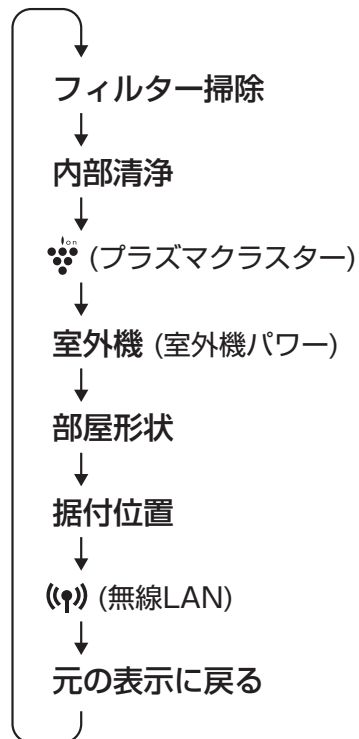 フィルター掃除
内部清浄
ion (プラズマクラスター)
室外機 (室外機パワー)
部屋形状
据付位置
(無線LAN)
元の表示に戻る